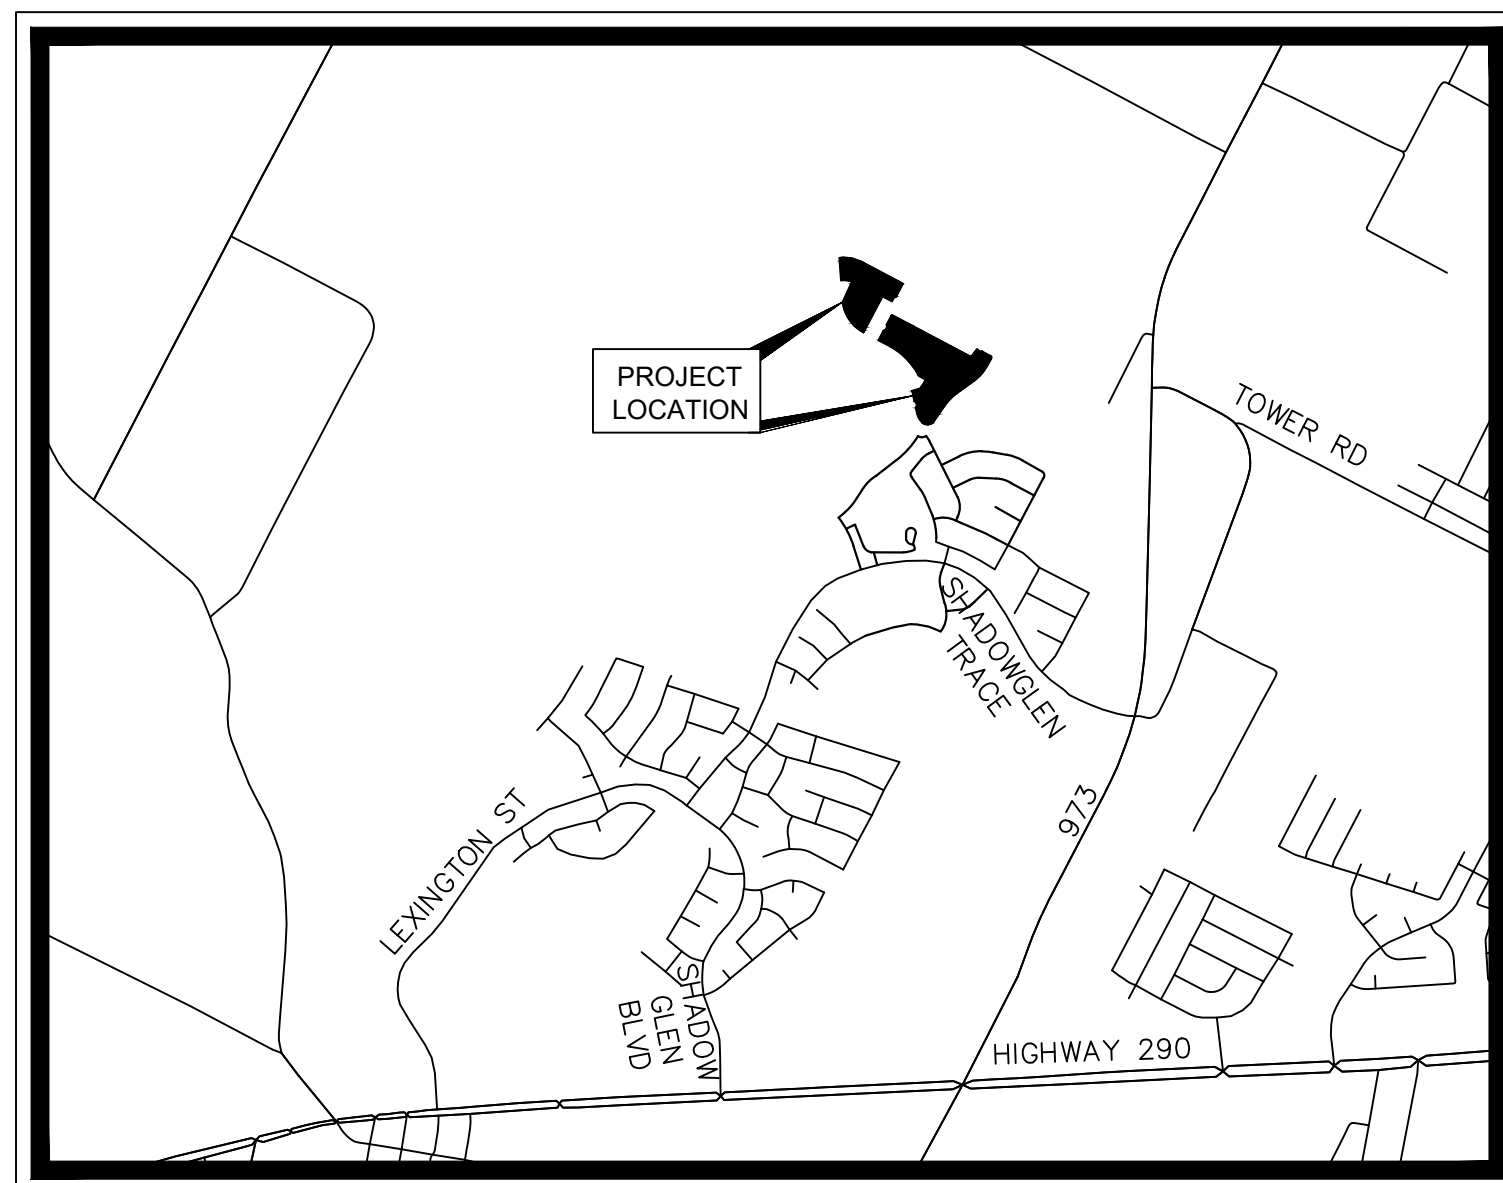 PROJECT
LOCATION
TOWER RD
SHADOWGLEN
TRACE
973
LEXINGTON ST
SHADOW
GLEN
BLVD
HIGHWAY 290